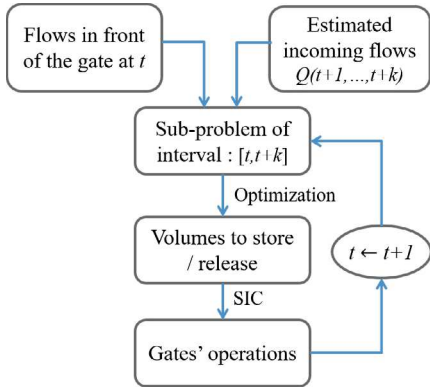 Flows in front
of the gate at t
Estimated
incoming flows
Q(t+1,...,t+k)
Sub-problem of
interval : [t,t+k]
Optimization
Volumes to store
/ release
t ← t+1
SIC
Gates' operations